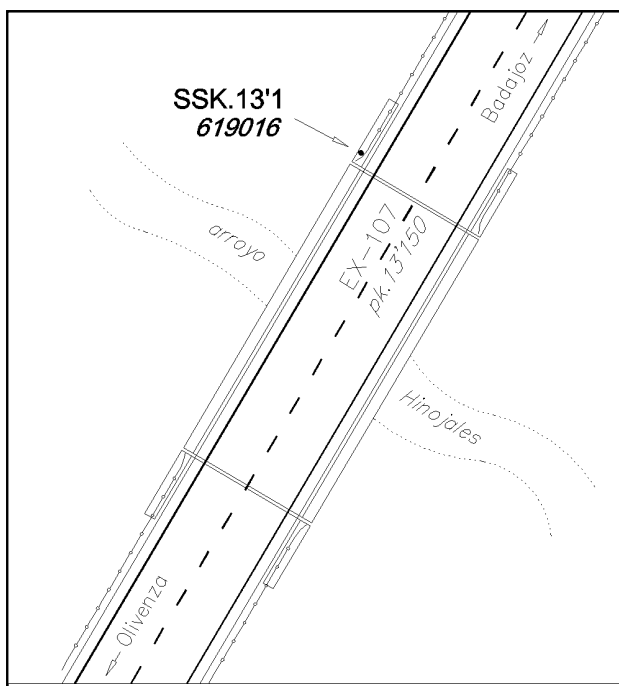 SSK.13'1
619016
Badajoz
arroyo
EX-107
pk.13'150
Hinojales
Olivenza